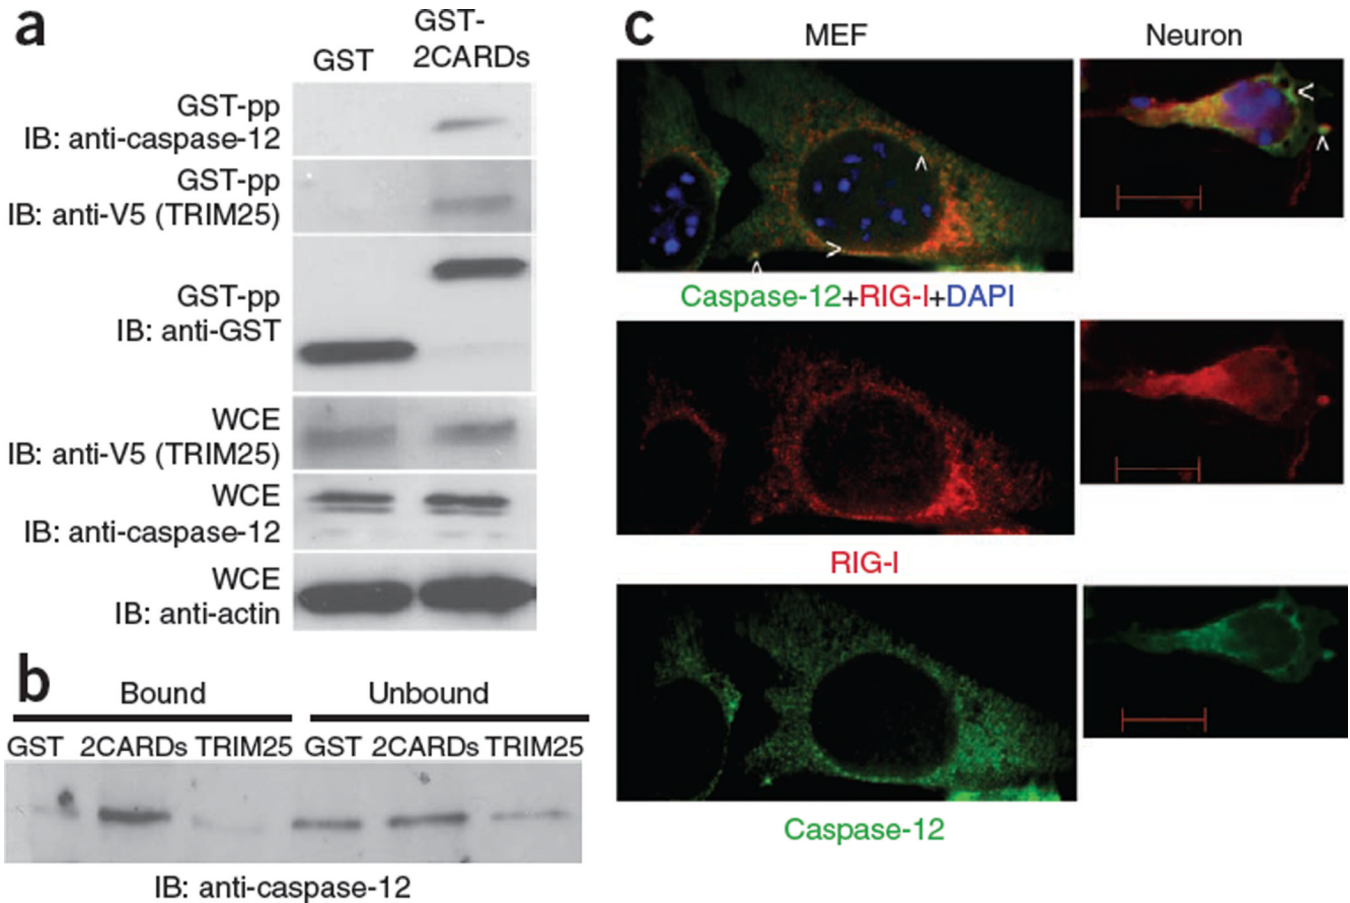 a
GST
GST-
2CARDs
GST-pp
IB: anti-caspase-12
GST-pp
IB: anti-V5 (TRIM25)
GST-pp
IB: anti-GST
WCE
IB: anti-V5 (TRIM25)
WCE
IB: anti-caspase-12
WCE
IB: anti-actin
b
Bound
Unbound
GST 2CARDs TRIM25 GST 2CARDs TRIM25
IB: anti-caspase-12
c
MEF
Neuron
Caspase-12+RIG-I+DAPI
RIG-I
Caspase-12